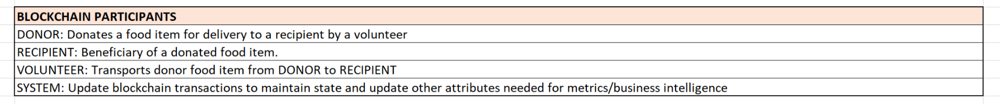 BLOCKCHAIN PARTICIPANTS
DONOR: Donates a food item for delivery to a recipient by a volunteer
RECIPIENT: Beneficiary of a donated food item.
VOLUNTEER: Transports donor food item from DONOR to RECIPIENT
SYSTEM: Update blockchain transactions to maintain state and update other attributes needed for metrics/business intelligence